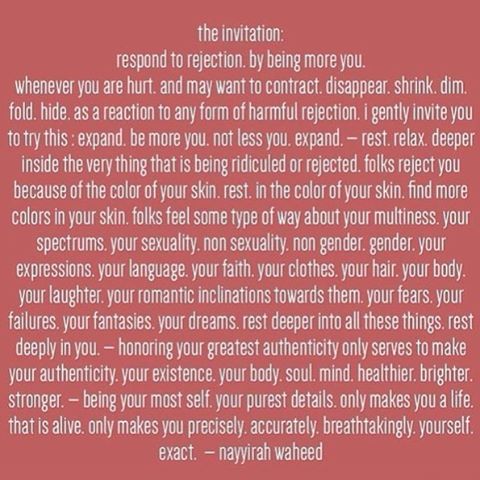 the invitation:
respond to rejection. by being more you.
whenever you are hurt. and may want to contract. disappear. shrink. dim.
fold. hide. as a reaction to any form of harmful rejection. i gently invite you
to try this : expand. be more you. not less you. expand. – rest. relax. deeper
inside the very thing that is being ridiculed or rejected. folks reject you
because of the color of your skin. rest. in the color of your skin. find more
colors in your skin. folks feel some type of way about your multiness. your
spectrums. your sexuality. non sexuality. non gender. gender. your
expressions. your language. your faith. your clothes. your hair. your body.
your laughter. your romantic inclinations towards them. your fears. your
failures. your fantasies. your dreams. rest deeper into all these things. rest
deeply in you. – honoring your greatest authenticity only serves to make
your authenticity. your existence. your body. soul. mind. healthier. brighter.
stronger. – being your most self. your purest details. only makes you a life.
that is alive. only makes you precisely. accurately. breathtakingly. yourself.
exact. – nayyirah waheed